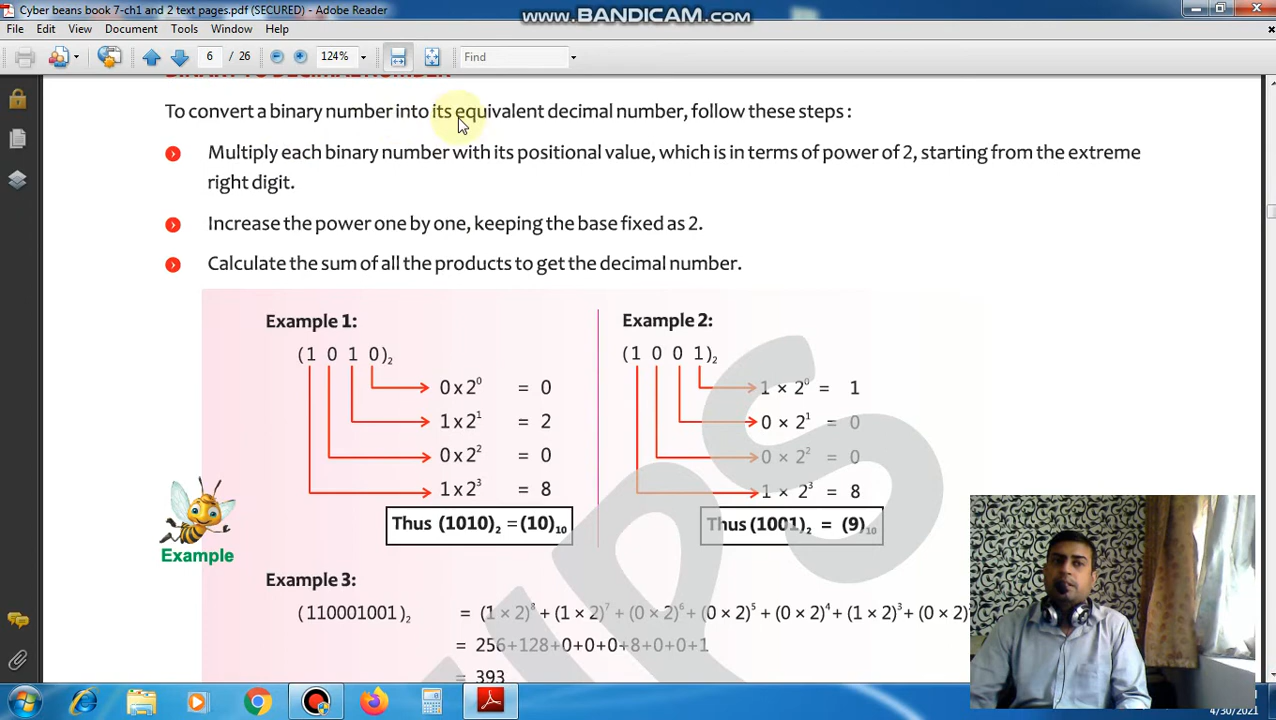 Cyber beans book 7-ch1 and 2 text pages.pdf (SECURED) - Adobe Reader
www.BANDICAM.com
File Edit View Document Tools Window Help
6 / 26 124% Find
BINARY TO DECIMAL NUMBER
To convert a binary number into its equivalent decimal number, follow these steps :
Multiply each binary number with its positional value, which is in terms of power of 2, starting from the extreme
right digit.
Increase the power one by one, keeping the base fixed as 2.
Calculate the sum of all the products to get the decimal number.
Example 1:
(1 0 1 0)₂
0 x 2⁰ = 0
1 x 2¹ = 2
0 x 2² = 0
1 x 2³ = 8
Thus (1010)₂ = (10)₁₀
Example 2:
(1 0 0 1)₂
1 × 2⁰ = 1
0 × 2¹ = 0
0 × 2² = 0
1 × 2³ = 8
Thus (1001)₂ = (9)₁₀
Example
Example 3:
(110001001)₂ = (1 × 2)⁸ + (1 × 2)⁷ + (0 × 2)⁶ + (0 × 2)⁵ + (0 × 2)⁴ + (1 × 2)³ + (0 × 2)
= 256+128+0+0+0+8+0+0+1
= 393
4/30/2021